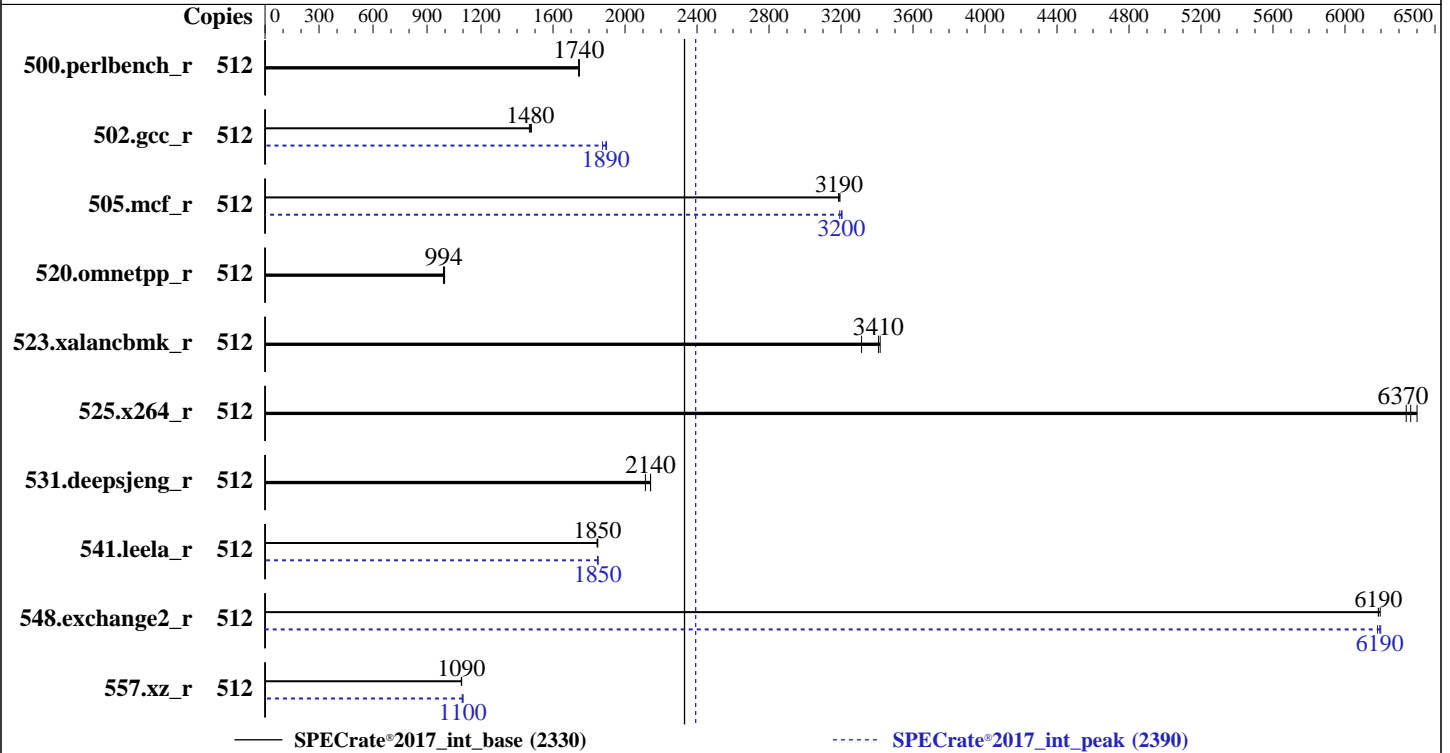 Copies 0 300 600 900 1200 1600 2000 2400 2800 3200 3600 4000 4400 4800 5200 5600 6000 6500
500.perlbench_r 512 1740
502.gcc_r 512 1480
1890
505.mcf_r 512 3190
3200
520.omnetpp_r 512 994
523.xalancbmk_r 512 3410
525.x264_r 512 6370
531.deepsjeng_r 512 2140
541.leela_r 512 1850
1850
548.exchange2_r 512 6190
6190
557.xz_r 512 1090
1100
SPECrate®2017_int_base (2330) SPECrate®2017_int_peak (2390)